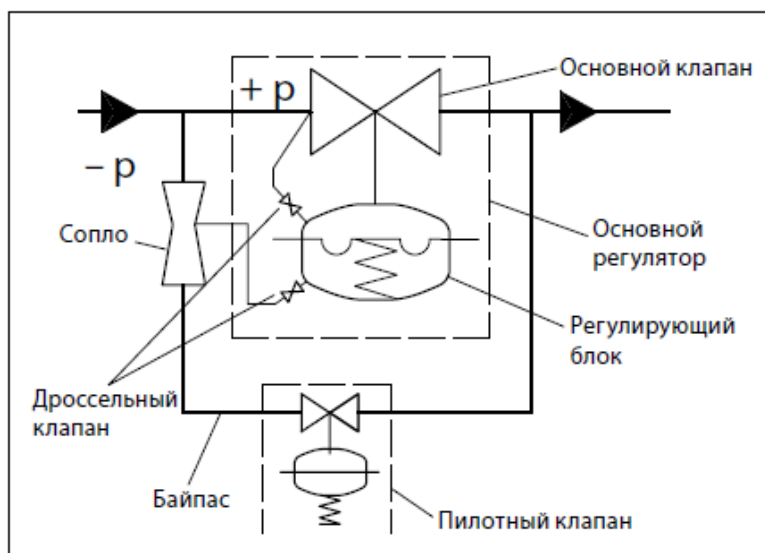 Основной клапан
+ p
– p
Сопло
Основной
регулятор
Регулирующий
блок
Дроссельный
клапан
Байпас
Пилотный клапан